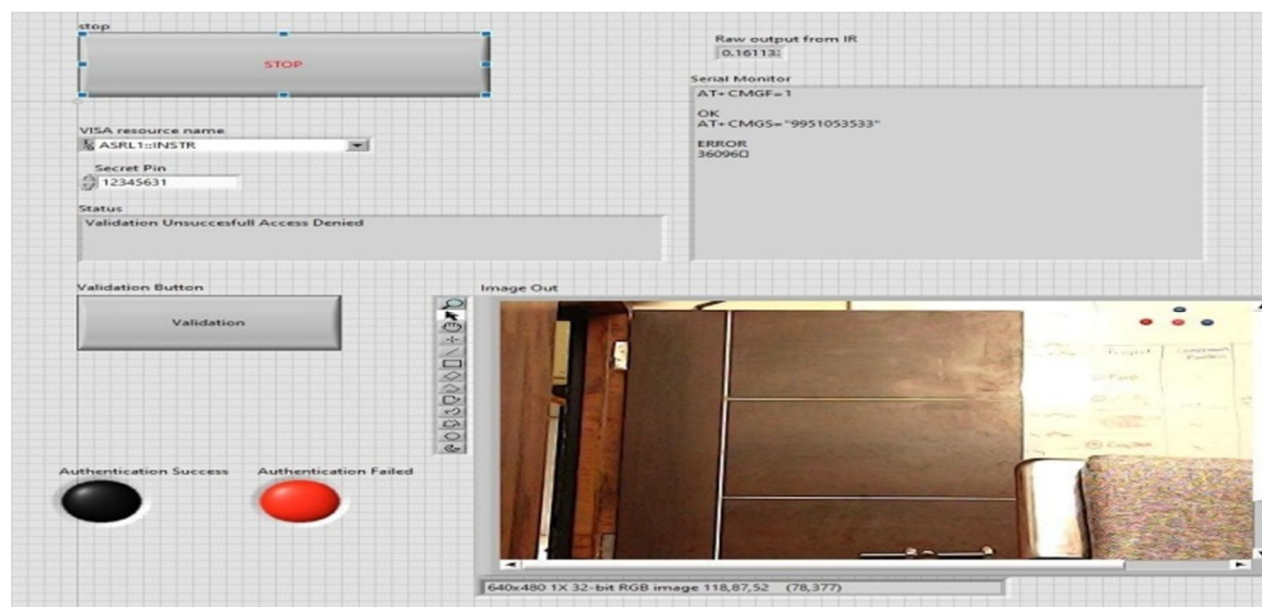 stop
STOP
VISA resource name
ASRL1::INSTR
Secret Pin
12345631
Status
Validation Unsuccesfull Access Denied
Validation Button
Validation
Authentication Success
Authentication Failed
Raw output from IR
0.16113
Serial Monitor
AT+CMGF=1
OK
AT+CMGS="9951053533"
ERROR
36096
Image Out
Project
640x480 1X 32-bit RGB image 118,87,52 (78,377)